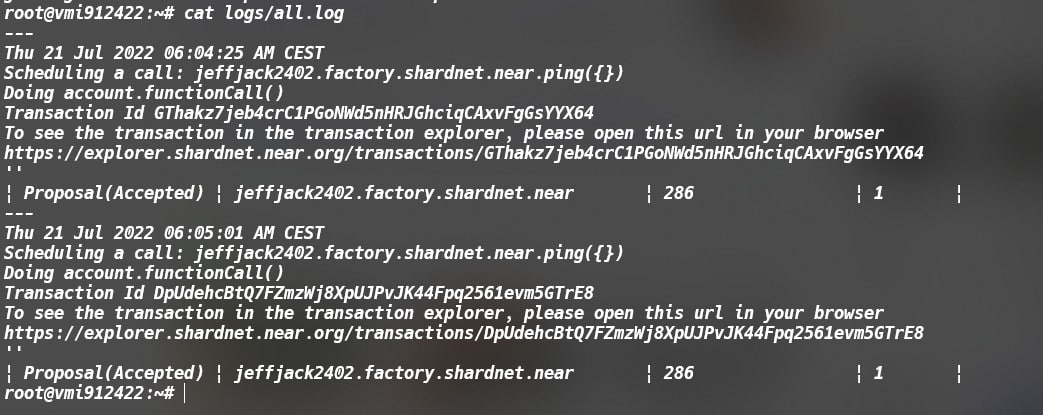 root@vmi912422:~# cat logs/all.log
---
Thu 21 Jul 2022 06:04:25 AM CEST
Scheduling a call: jeffjack2402.factory.shardnet.near.ping({})
Doing account.functionCall()
Transaction Id GThakz7jeb4crC1PGoNWd5nHRJGhciqCAxvFgGsYYX64
To see the transaction in the transaction explorer, please open this url in your browser
https://explorer.shardnet.near.org/transactions/GThakz7jeb4crC1PGoNWd5nHRJGhciqCAxvFgGsYYX64
''
¦ Proposal(Accepted) ¦ jeffjack2402.factory.shardnet.near ¦ 286 ¦ 1 ¦
---
Thu 21 Jul 2022 06:05:01 AM CEST
Scheduling a call: jeffjack2402.factory.shardnet.near.ping({})
Doing account.functionCall()
Transaction Id DpUdehcBtQ7FZmzWj8XpUJPvJK44Fpq2561evm5GTrE8
To see the transaction in the transaction explorer, please open this url in your browser
https://explorer.shardnet.near.org/transactions/DpUdehcBtQ7FZmzWj8XpUJPvJK44Fpq2561evm5GTrE8
''
¦ Proposal(Accepted) ¦ jeffjack2402.factory.shardnet.near ¦ 286 ¦ 1 ¦
root@vmi912422:~#